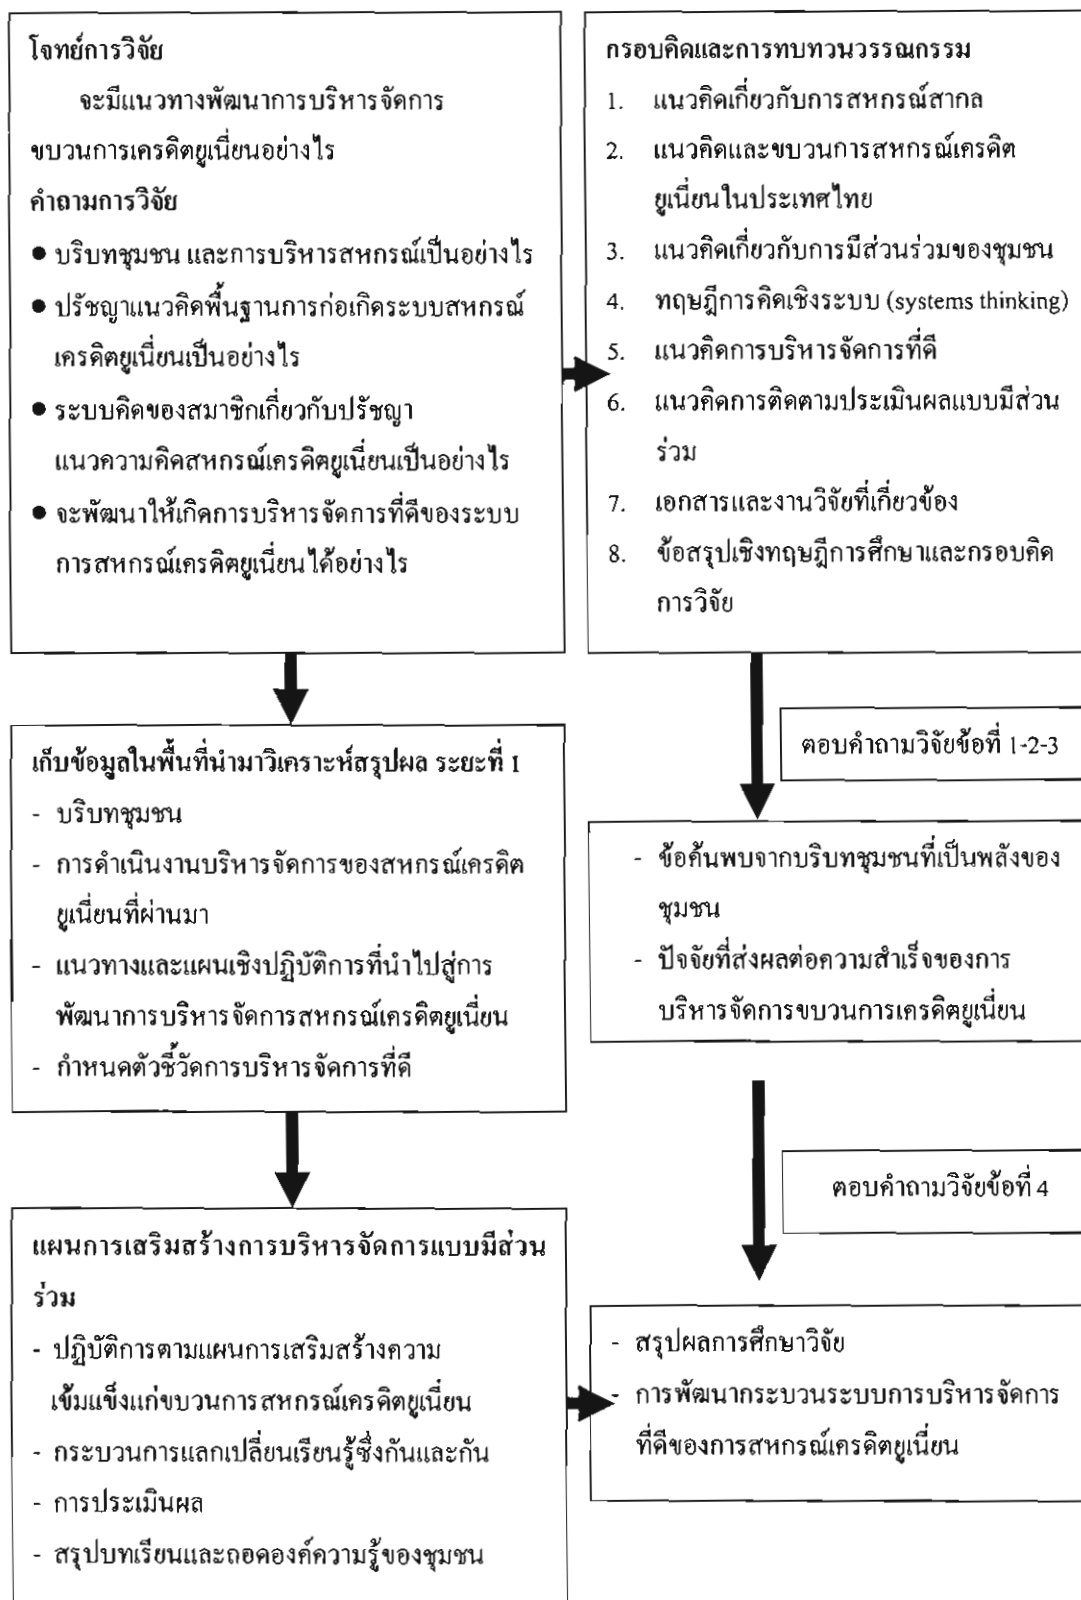 โจทย์การวิจัย
จะมีแนวทางพัฒนาการบริหารจัดการ
ขบวนการเครดิตยูเนี่ยนอย่างไร
คำถามการวิจัย
● บริบทชุมชน และการบริหารสหกรณ์เป็นอย่างไร
● ปรัชญาแนวคิดพื้นฐานการก่อเกิดระบบสหกรณ์
เครดิตยูเนี่ยนเป็นอย่างไร
● ระบบคิดของสมาชิกเกี่ยวกับปรัชญา
แนวความคิดสหกรณ์เครดิตยูเนี่ยนเป็นอย่างไร
● จะพัฒนาให้เกิดการบริหารจัดการที่ดีของระบบ
การสหกรณ์เครดิตยูเนี่ยนได้อย่างไร
กรอบคิดและการทบทวนวรรณกรรม
1. แนวคิดเกี่ยวกับการสหกรณ์สากล
2. แนวคิดและขบวนการสหกรณ์เครดิต
ยูเนี่ยนในประเทศไทย
3. แนวคิดเกี่ยวกับการมีส่วนร่วมของชุมชน
4. ทฤษฎีการคิดเชิงระบบ (systems thinking)
5. แนวคิดการบริหารจัดการที่ดี
6. แนวคิดการติดตามประเมินผลแบบมีส่วน
ร่วม
7. เอกสารและงานวิจัยที่เกี่ยวข้อง
8. ข้อสรุปเชิงทฤษฎีการศึกษาและกรอบคิด
การวิจัย
เก็บข้อมูลในพื้นที่นำมาวิเคราะห์สรุปผล ระยะที่ 1
- บริบทชุมชน
- การดำเนินงานบริหารจัดการของสหกรณ์เครดิต
ยูเนี่ยนที่ผ่านมา
- แนวทางและแผนเชิงปฏิบัติการที่นำไปสู่การ
พัฒนาการบริหารจัดการสหกรณ์เครดิตยูเนี่ยน
- กำหนดตัวชี้วัดการบริหารจัดการที่ดี
ตอบคำถามวิจัยข้อที่ 1-2-3
- ข้อค้นพบจากบริบทชุมชนที่เป็นพลังของ
ชุมชน
- ปัจจัยที่ส่งผลต่อความสำเร็จของการ
บริหารจัดการขบวนการเครดิตยูเนี่ยน
ตอบคำถามวิจัยข้อที่ 4
แผนการเสริมสร้างการบริหารจัดการแบบมีส่วน
ร่วม
- ปฏิบัติการตามแผนการเสริมสร้างความ
เข้มแข็งแก่ขบวนการสหกรณ์เครดิตยูเนี่ยน
- กระบวนการแลกเปลี่ยนเรียนรู้ซึ่งกันและกัน
- การประเมินผล
- สรุปบทเรียนและถอดองค์ความรู้ของชุมชน
- สรุปผลการศึกษาวิจัย
- การพัฒนากระบวนระบบการบริหารจัดการ
ที่ดีของการสหกรณ์เครดิตยูเนี่ยน